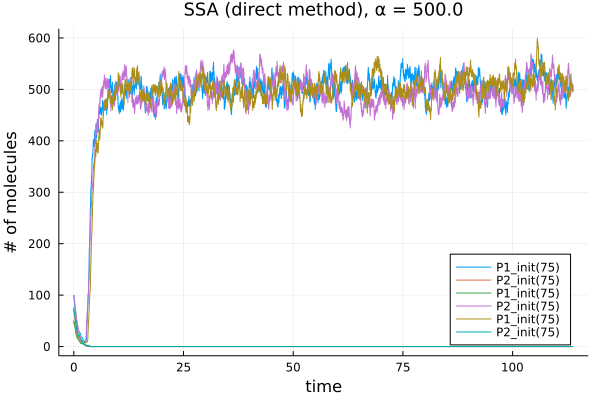 SSA (direct method), α = 500.0
600
500
400
300
200
100
0
# of molecules
P1_init(75)
P2_init(75)
P1_init(75)
P2_init(75)
P1_init(75)
P2_init(75)
0 25 50 75 100
time